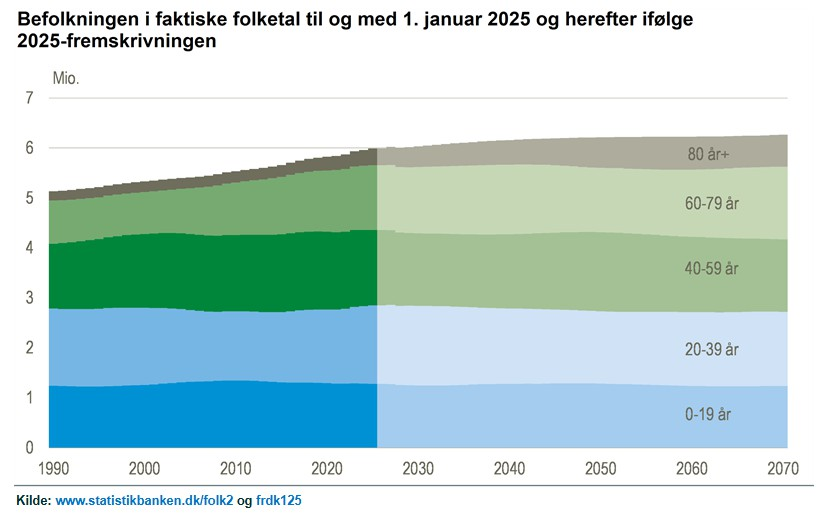 Befolkningen i faktiske folketal til og med 1. januar 2025 og herefter ifølge
2025-fremskrivningen
Mio.
7
6
5
4
3
2
1
0
80 år+
60-79 år
40-59 år
20-39 år
0-19 år
1990 2000 2010 2020 2030 2040 2050 2060 2070
Kilde: www.statistikbanken.dk/folk2 og frdk125